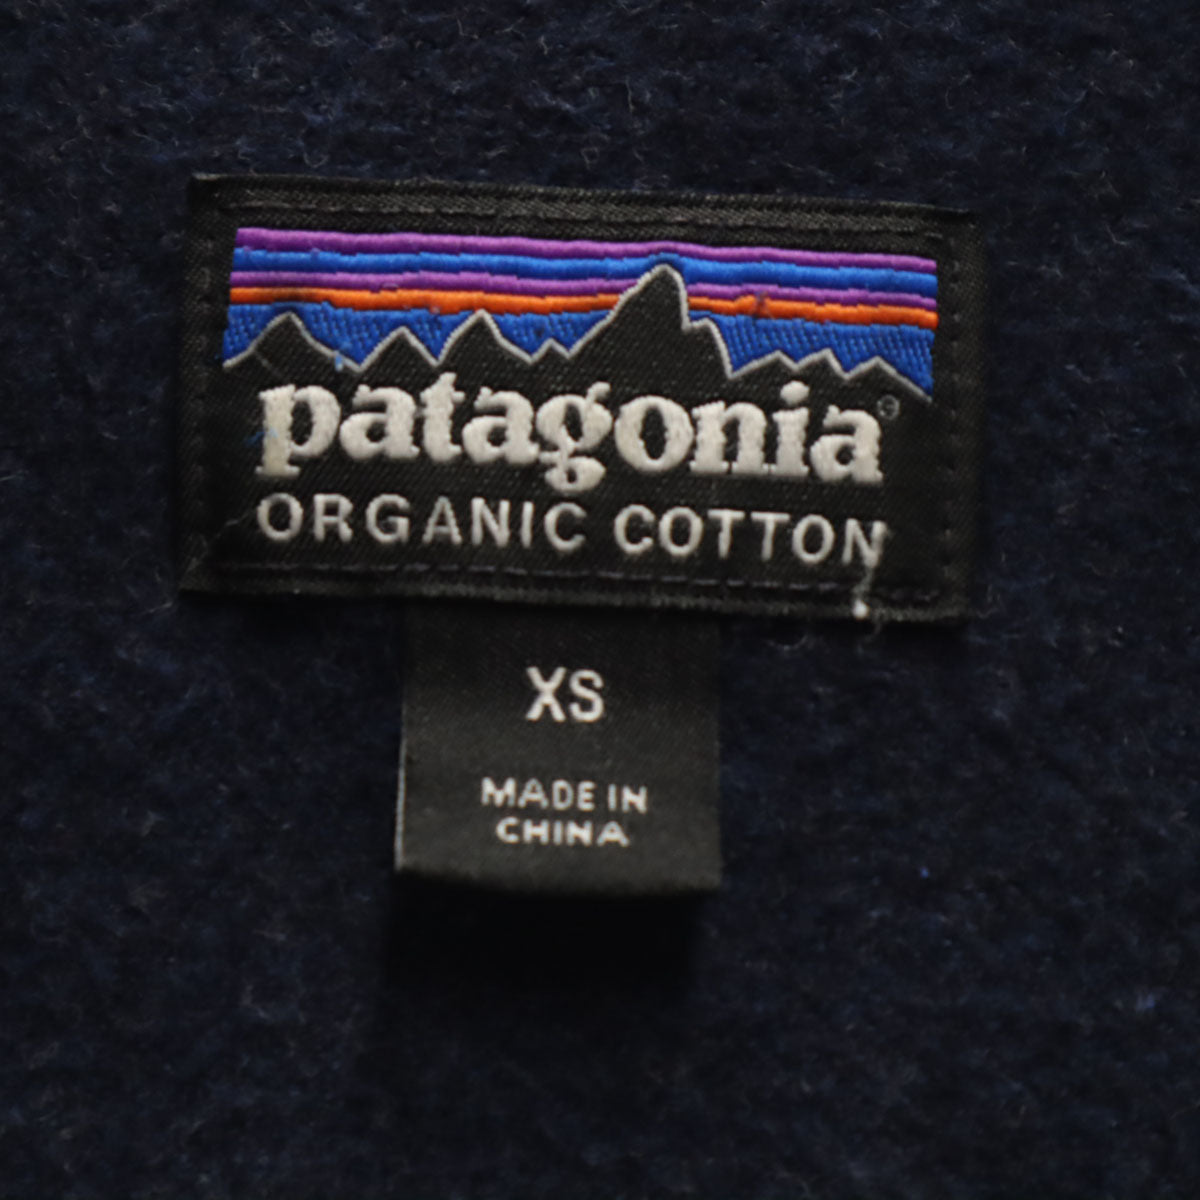 patagonia®
ORGANIC COTTON
XS
MADE IN
CHINA